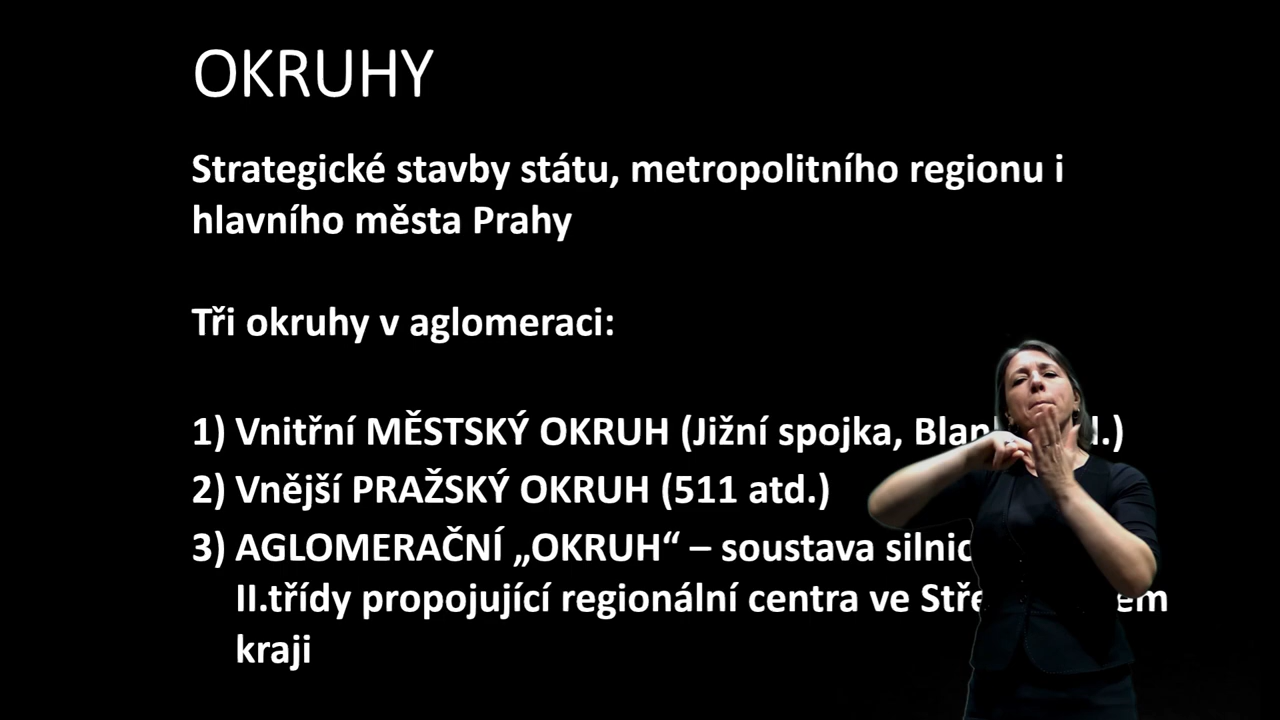 OKRUHY
Strategické stavby státu, metropolitního regionu i
hlavního města Prahy
Tři okruhy v aglomeraci:
1) Vnitřní MĚSTSKÝ OKRUH (Jižní spojka,
2) Vnější PRAŽSKÝ OKRUH (511 atd.)
3) AGLOMERAČNÍ „OKRUH“ – soustava
II.třídy propojující regionální centra ve
kraji